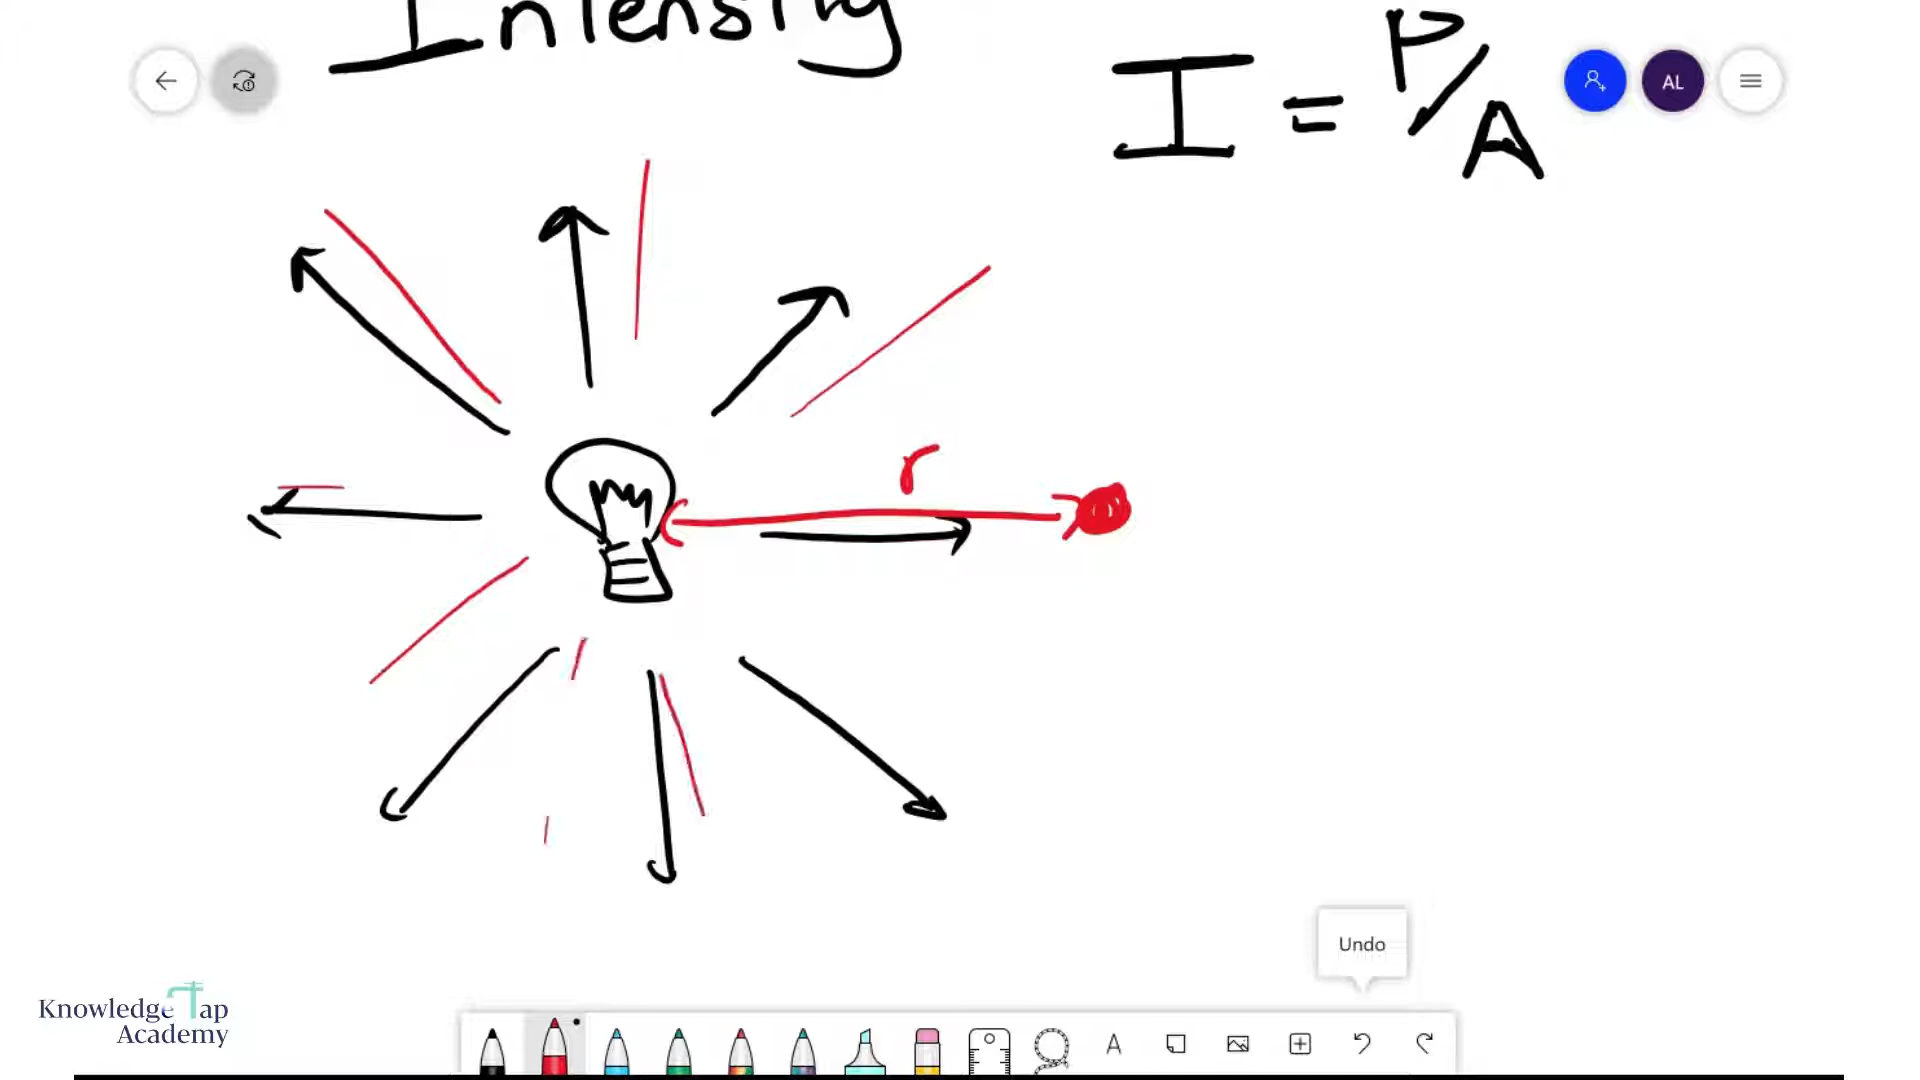 Intensity
I = P/A
AL
r
Undo
A
Knowledge Tap
Academy